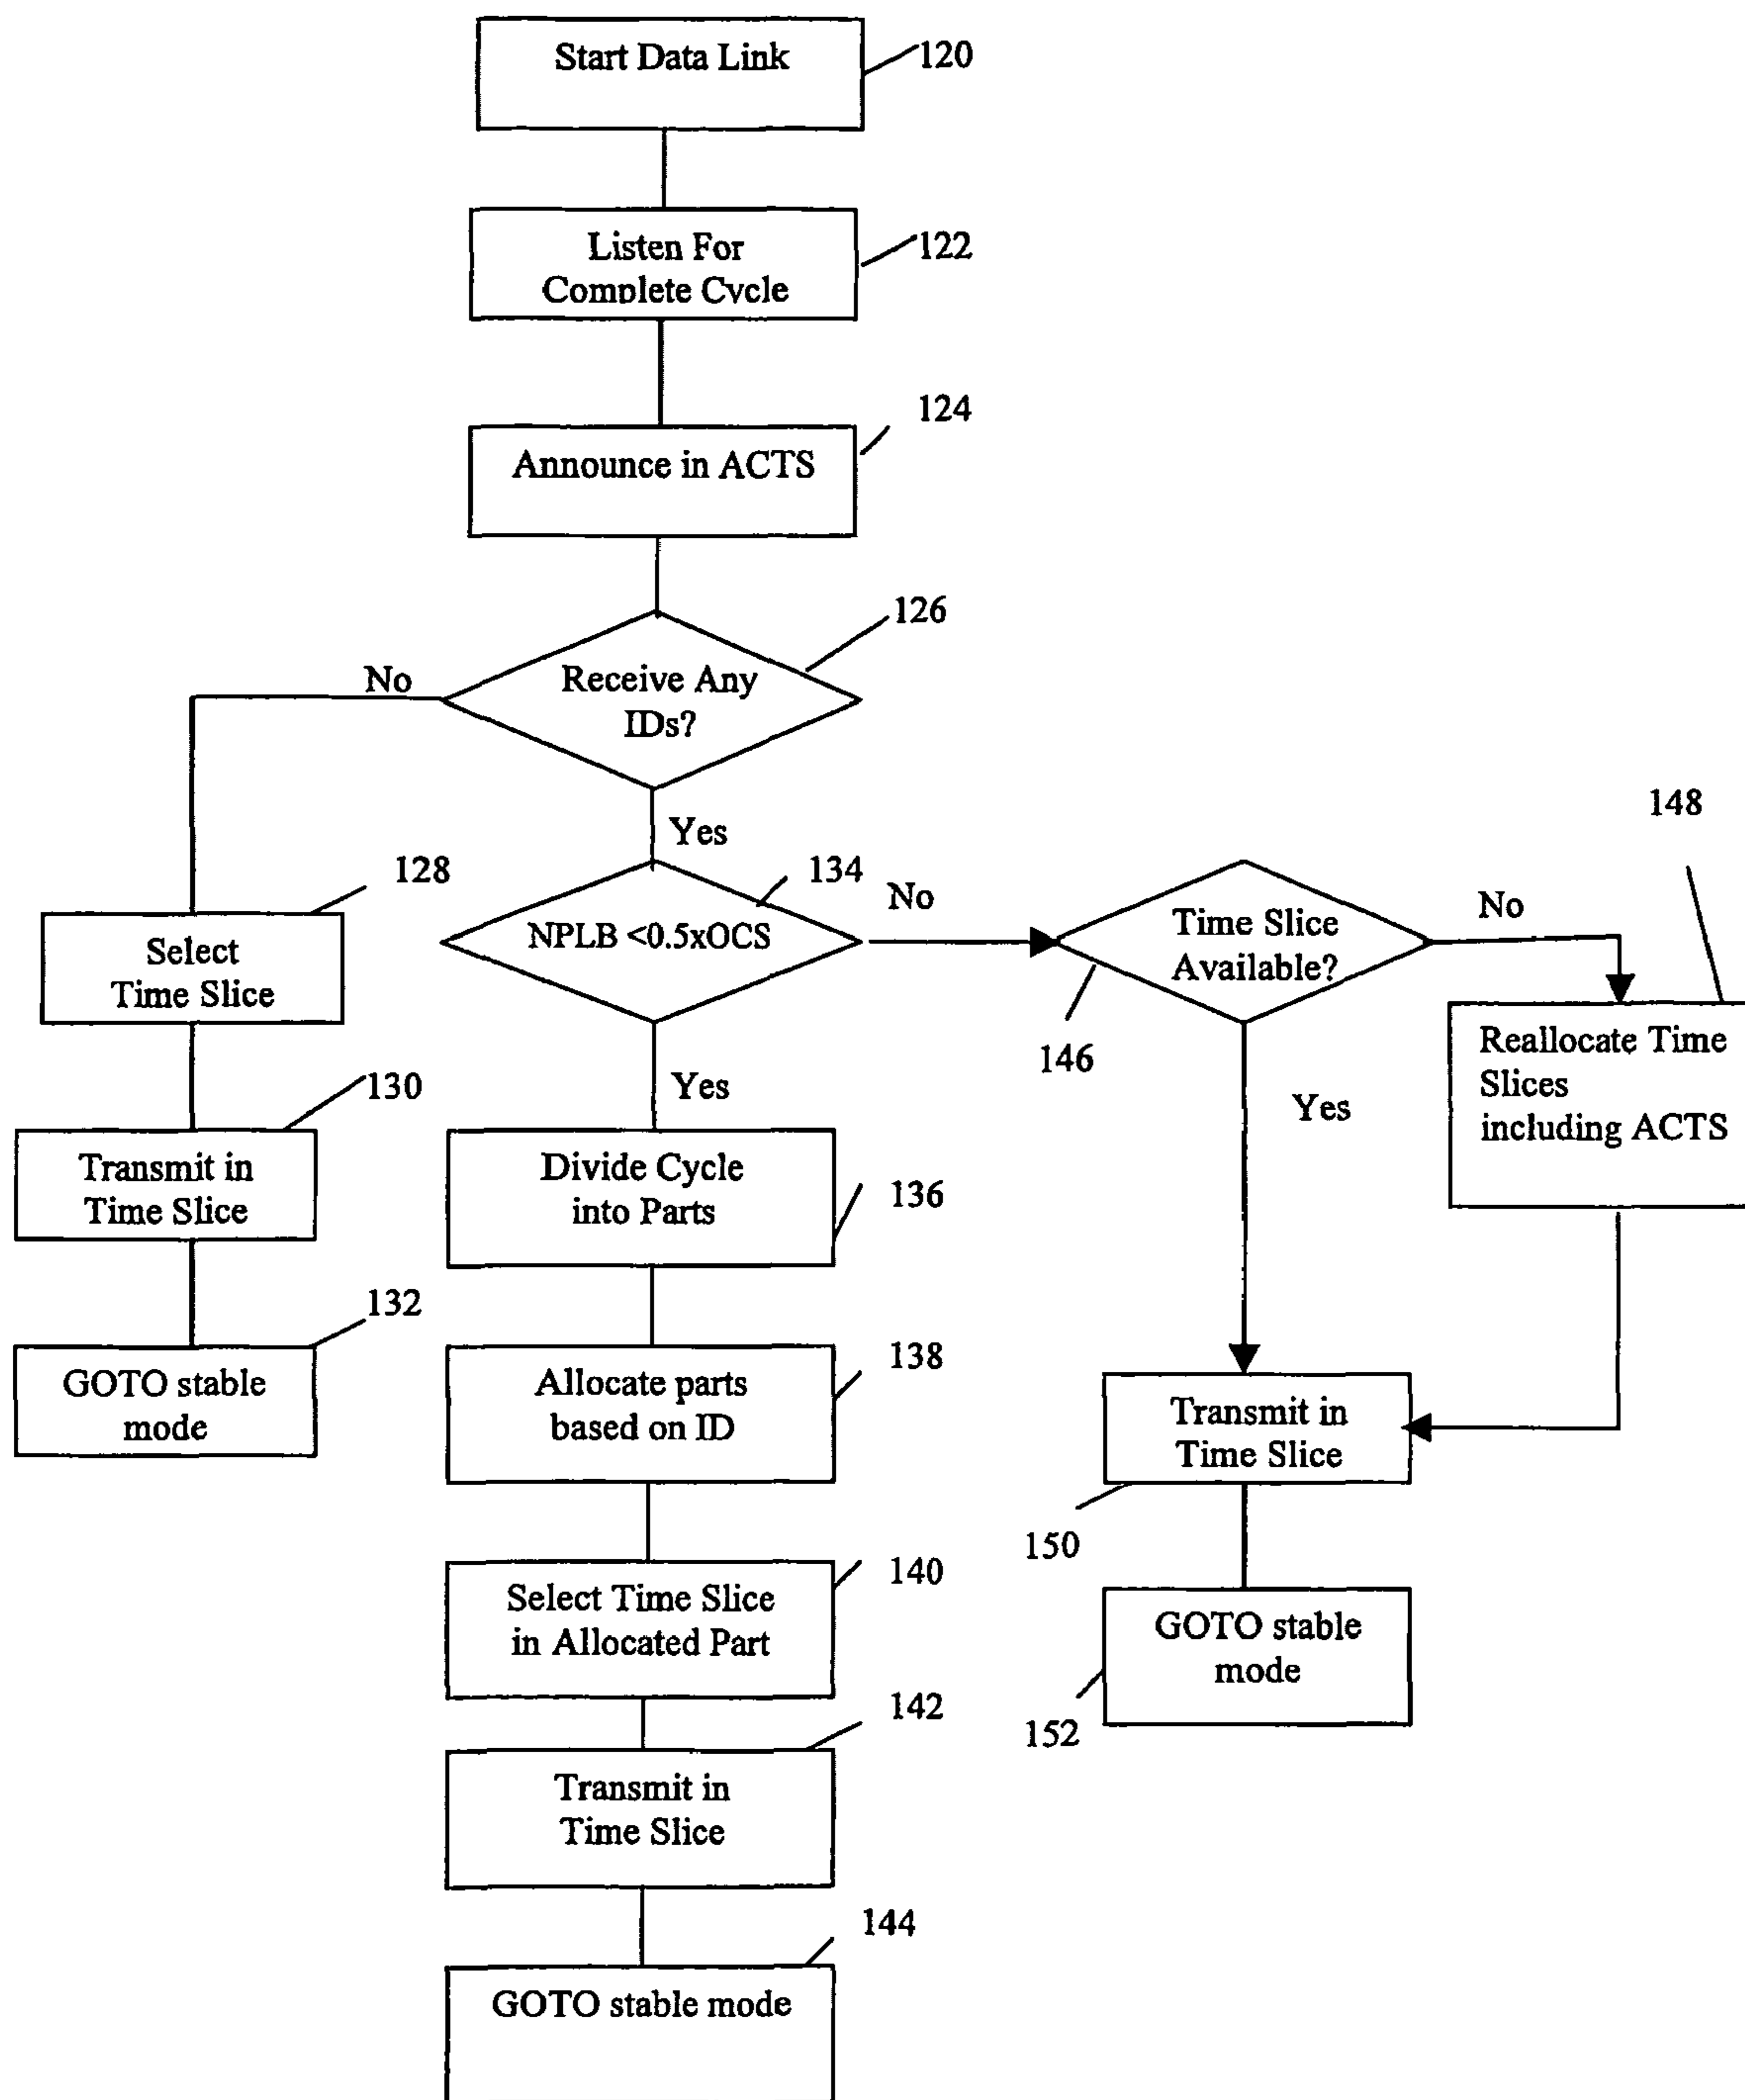 Start Data Link
120
Listen For
Complete Cycle
122
124
Announce in ACTS
126
Receive Any
IDs?
No
Yes
128
Select
Time Slice
130
Transmit in
Time Slice
132
GOTO stable
mode
134
NPLB <0.5xOCS
No
Yes
Divide Cycle
into Parts
136
138
Allocate parts
based on ID
140
Select Time Slice
in Allocated Part
142
Transmit in
Time Slice
144
GOTO stable mode
Time Slice
Available?
146
No
Yes
148
Reallocate Time
Slices
including ACTS
Transmit in
Time Slice
150
GOTO stable
mode
152